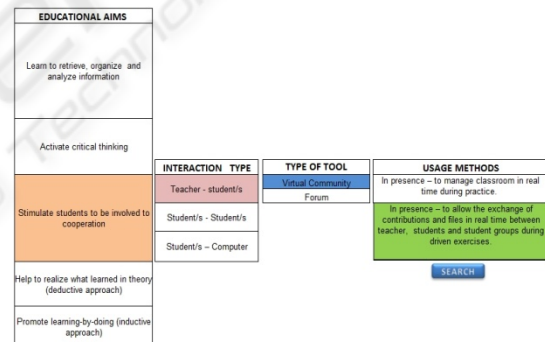 EDUCATIONAL AIMS
Learn to retrieve, organize and
analyze information
Activate critical thinking
Stimulate students to be involved to
cooperation
Help to realize what learned in theory
(deductive approach)
Promote learning-by-doing (inductive
approach)
INTERACTION TYPE
Teacher - student/s
Student/s - Student/s
Student/s – Computer
TYPE OF TOOL
Virtual Community
Forum
USAGE METHODS
In presence – to manage classroom in real
time during practice.
In presence – to allow the exchange of
contributions and files in real time between
teacher, students and student groups during
driven exercises.
SEARCH